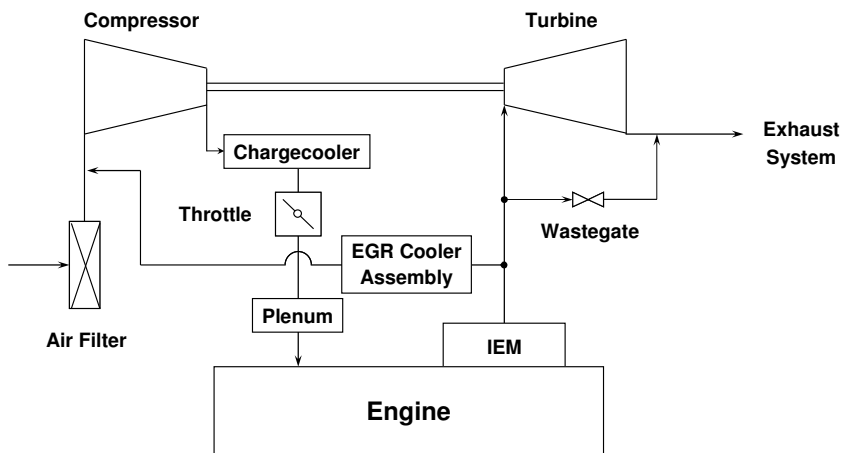 Compressor
Turbine
Chargecooler
Exhaust
System
Throttle
Wastegate
EGR Cooler
Assembly
Plenum
Air Filter
IEM
Engine